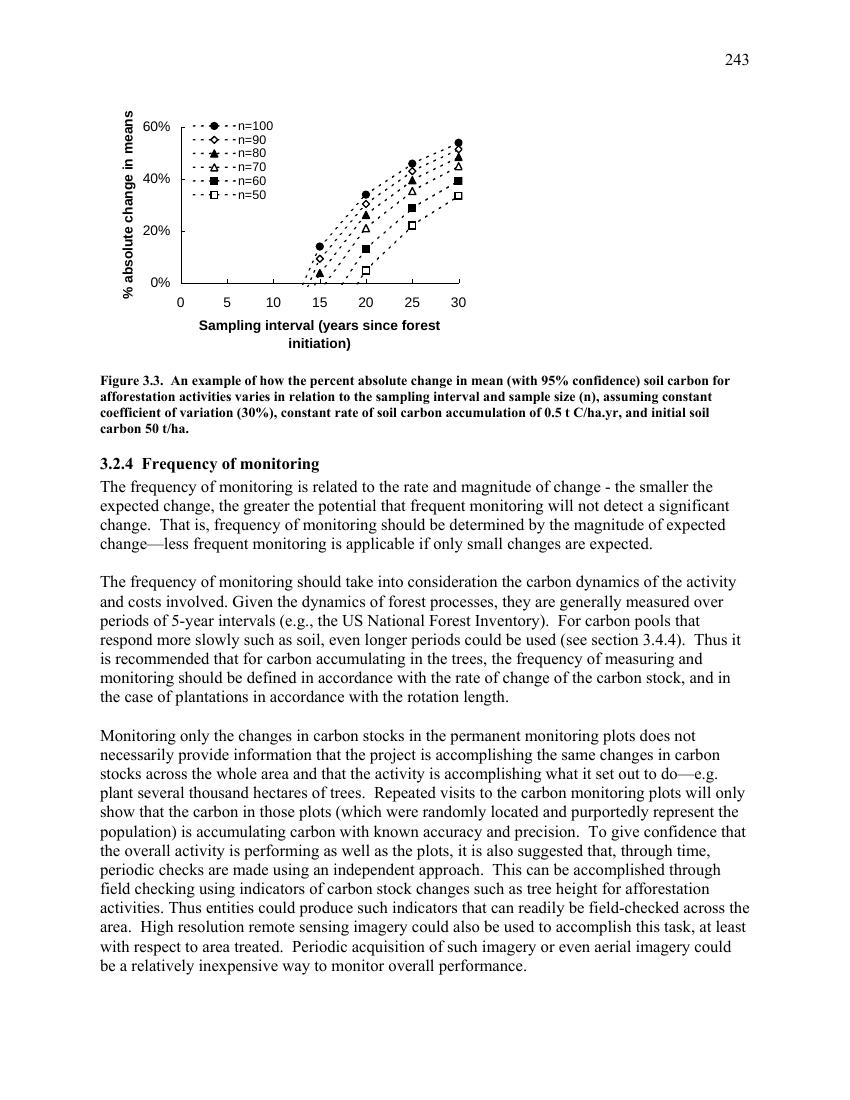 243
% absolute change in means
60%
40%
20%
0%
n=100
n=90
n=80
n=70
n=60
n=50
0 5 10 15 20 25 30
Sampling interval (years since forest
initiation)
Figure 3.3.  An example of how the percent absolute change in mean (with 95% confidence) soil carbon for
afforestation activities varies in relation to the sampling interval and sample size (n), assuming constant
coefficient of variation (30%), constant rate of soil carbon accumulation of 0.5 t C/ha.yr, and initial soil
carbon 50 t/ha.
3.2.4  Frequency of monitoring
The frequency of monitoring is related to the rate and magnitude of change - the smaller the
expected change, the greater the potential that frequent monitoring will not detect a significant
change.  That is, frequency of monitoring should be determined by the magnitude of expected
change—less frequent monitoring is applicable if only small changes are expected.
The frequency of monitoring should take into consideration the carbon dynamics of the activity
and costs involved. Given the dynamics of forest processes, they are generally measured over
periods of 5-year intervals (e.g., the US National Forest Inventory).  For carbon pools that
respond more slowly such as soil, even longer periods could be used (see section 3.4.4).  Thus it
is recommended that for carbon accumulating in the trees, the frequency of measuring and
monitoring should be defined in accordance with the rate of change of the carbon stock, and in
the case of plantations in accordance with the rotation length.
Monitoring only the changes in carbon stocks in the permanent monitoring plots does not
necessarily provide information that the project is accomplishing the same changes in carbon
stocks across the whole area and that the activity is accomplishing what it set out to do—e.g.
plant several thousand hectares of trees.  Repeated visits to the carbon monitoring plots will only
show that the carbon in those plots (which were randomly located and purportedly represent the
population) is accumulating carbon with known accuracy and precision.  To give confidence that
the overall activity is performing as well as the plots, it is also suggested that, through time,
periodic checks are made using an independent approach.  This can be accomplished through
field checking using indicators of carbon stock changes such as tree height for afforestation
activities. Thus entities could produce such indicators that can readily be field-checked across the
area.  High resolution remote sensing imagery could also be used to accomplish this task, at least
with respect to area treated.  Periodic acquisition of such imagery or even aerial imagery could
be a relatively inexpensive way to monitor overall performance.